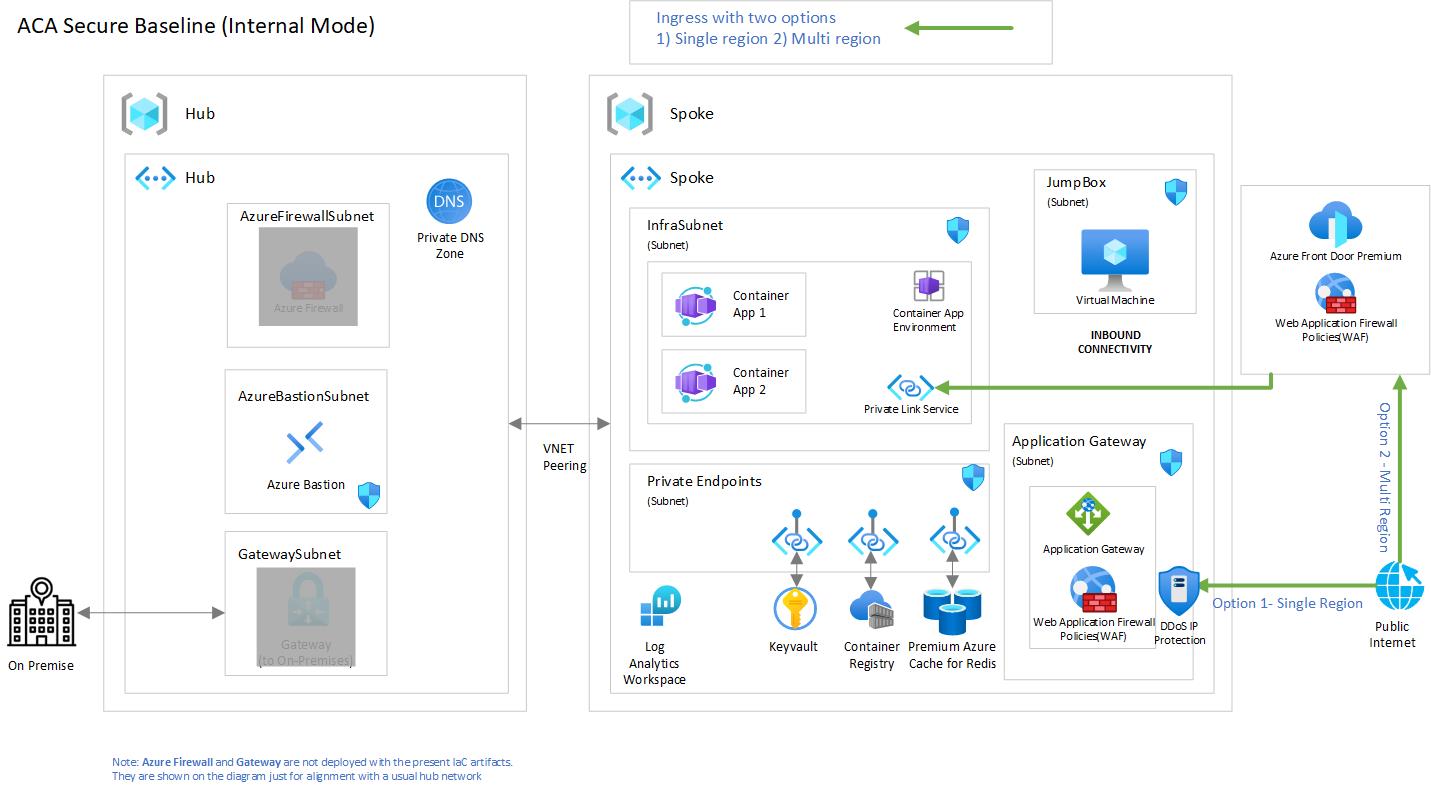 ACA Secure Baseline (Internal Mode)
Ingress with two options
1) Single region 2) Multi region
Hub
Hub
AzureFirewallSubnet
Azure Firewall
DNS
Private DNS
Zone
AzureBastionSubnet
Azure Bastion
GatewaySubnet
Gateway
(to On-Premises)
On Premise
VNET
Peering
Spoke
Spoke
InfraSubnet
(Subnet)
Container
App 1
Container
App 2
Container App
Environment
Private Link Service
JumpBox
(Subnet)
Virtual Machine
INBOUND
CONNECTIVITY
Private Endpoints
(Subnet)
Log
Analytics
Workspace
Keyvault
Container
Registry
Premium Azure
Cache for Redis
Application Gateway
(Subnet)
Application Gateway
Web Application Firewall
Policies(WAF)
DDoS IP
Protection
Azure Front Door Premium
Web Application Firewall
Policies(WAF)
Option 2 - Multi Region
Option 1- Single Region
Public
Internet
Note: Azure Firewall and Gateway are not deployed with the present IaC artifacts.
They are shown on the diagram just for alignment with a usual hub network